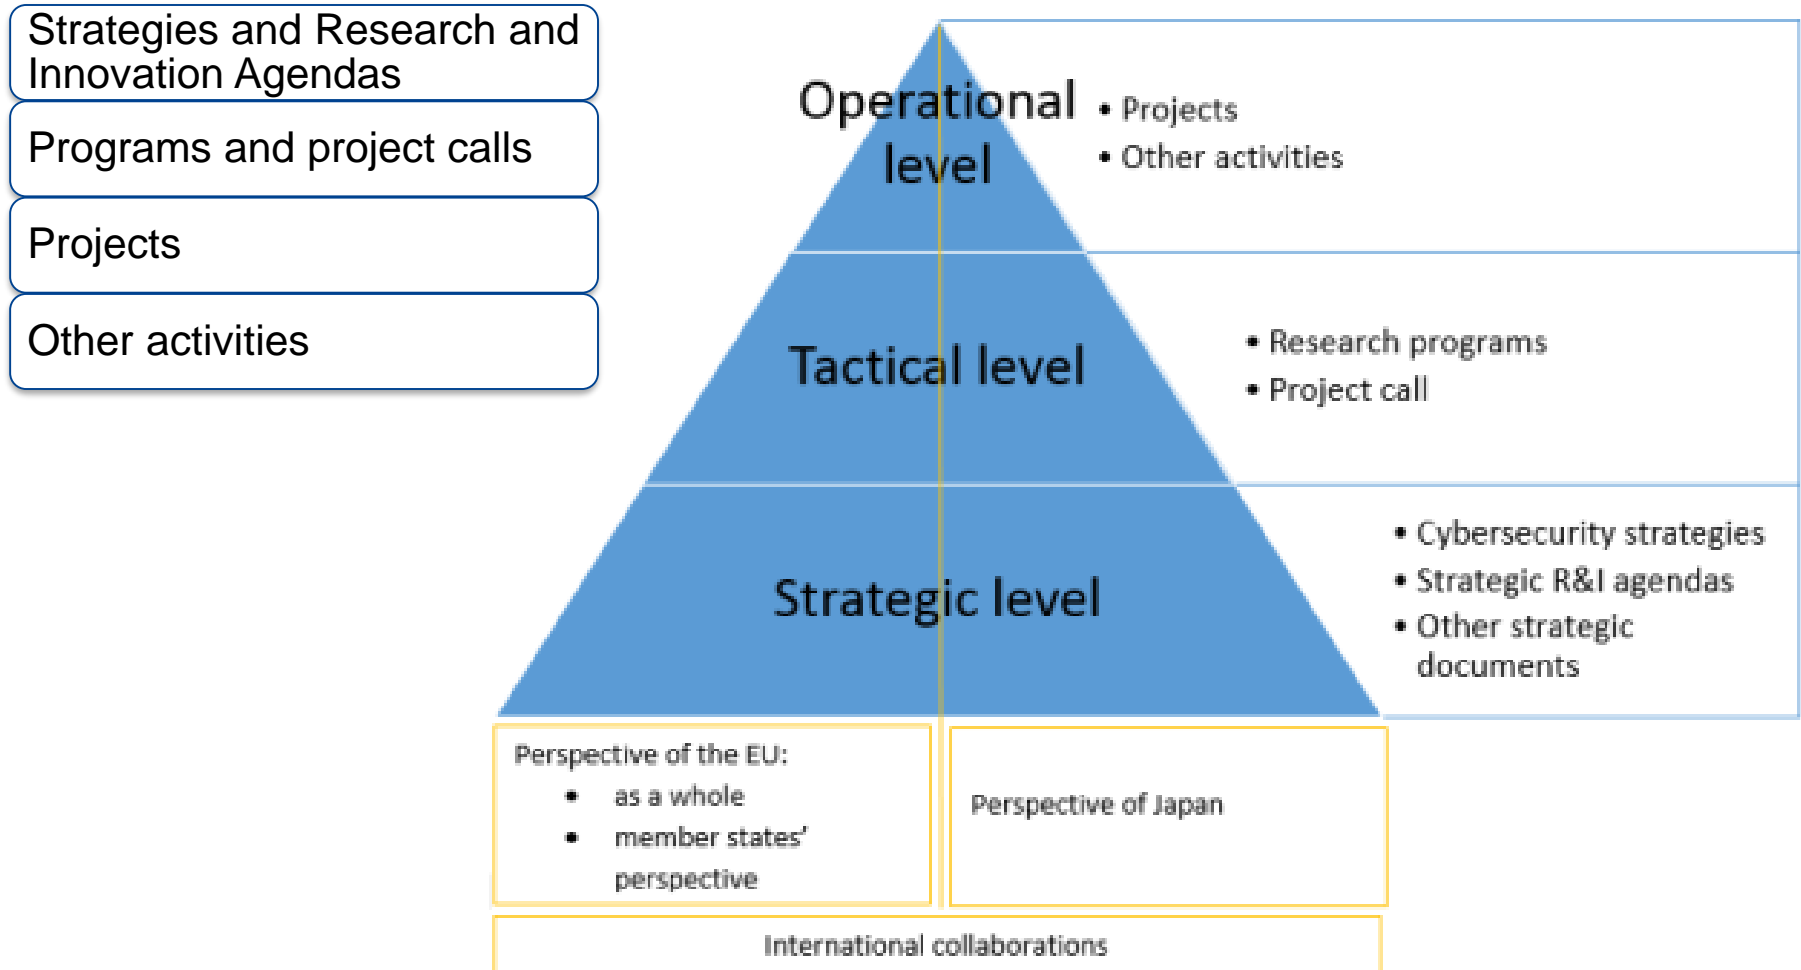 Strategies and Research and
Innovation Agendas
Programs and project calls
Projects
Other activities
Operational
level
• Projects
• Other activities
Tactical level
• Research programs
• Project call
Strategic level
• Cybersecurity strategies
• Strategic R&I agendas
• Other strategic
documents
Perspective of the EU:
• as a whole
• member states'
perspective
Perspective of Japan
International collaborations